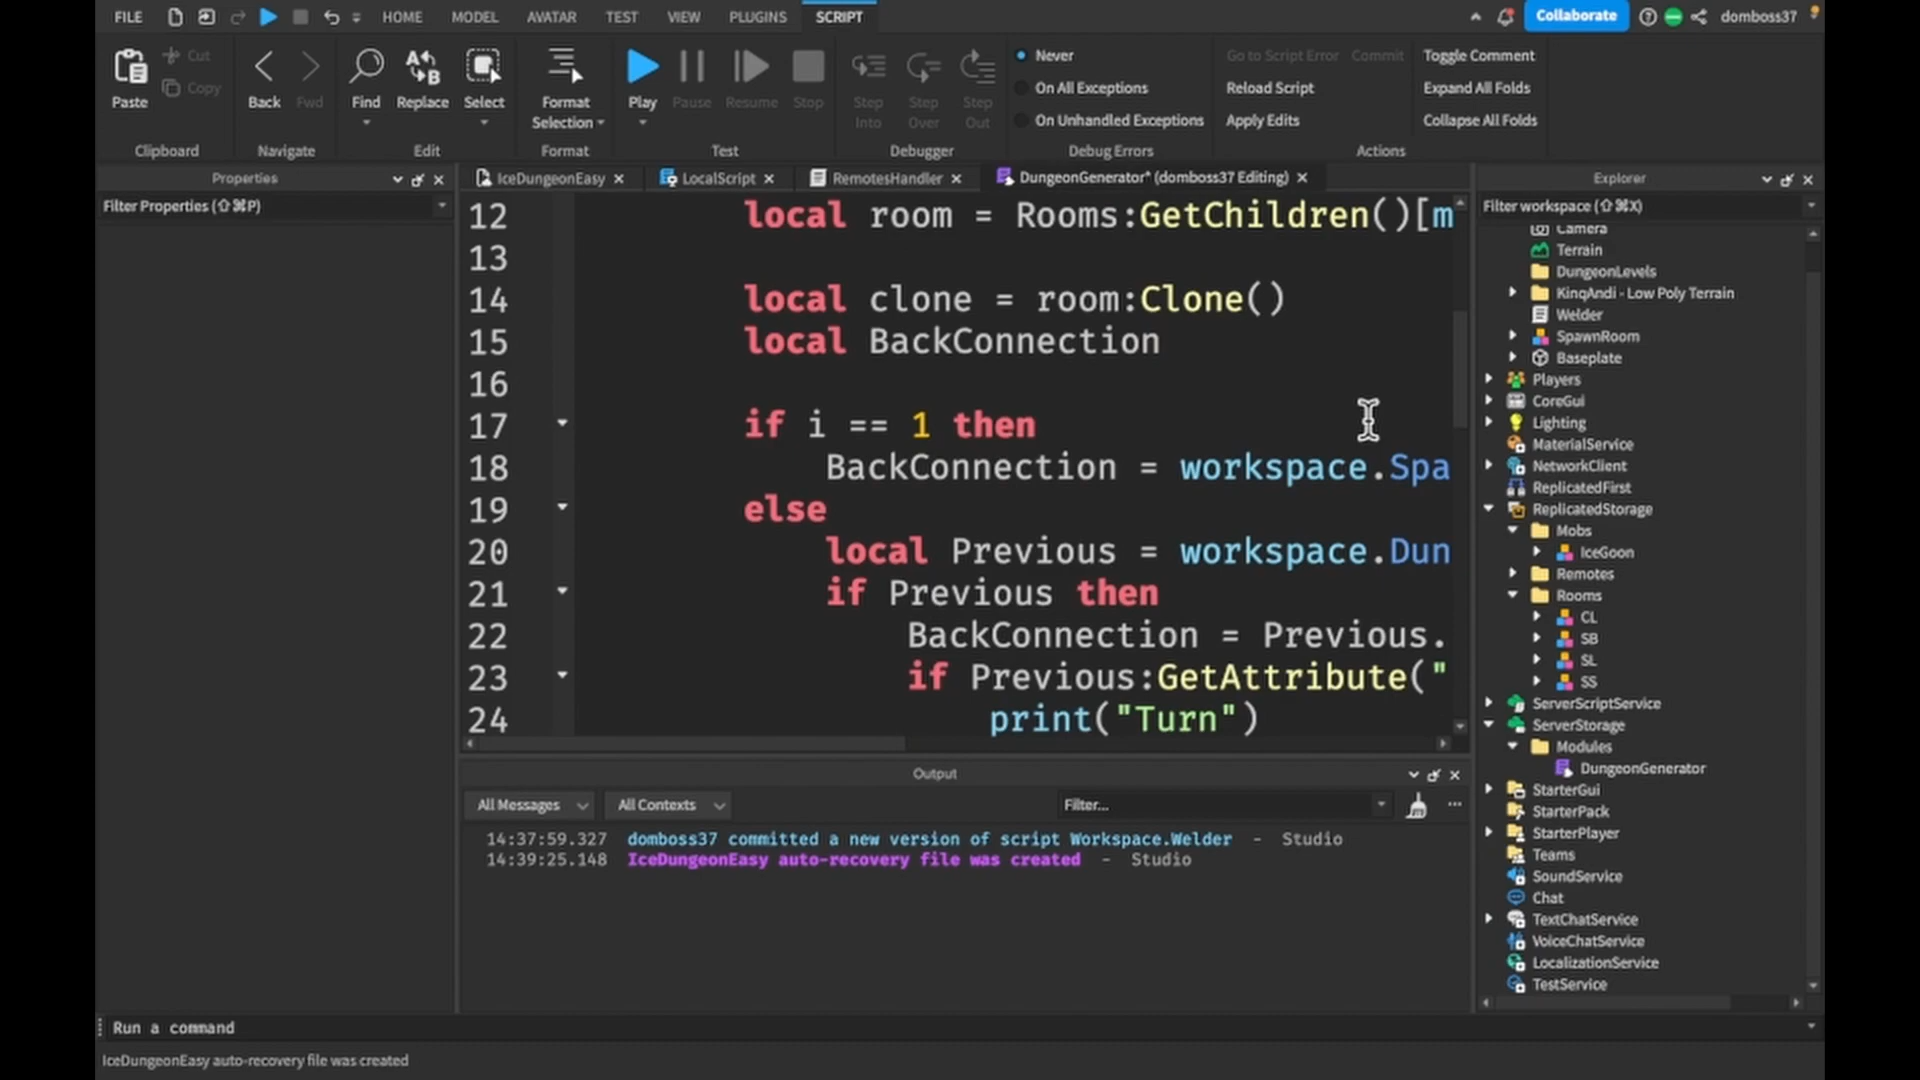 FILE HOME MODEL AVATAR TEST VIEW PLUGINS SCRIPT Collaborate domboss37
Paste Cut Copy Back Fwd Find Replace Select Format Selection Play Pause Resume Stop Step Into Step Over Step Out
Never Go to Script Error Commit Toggle Comment
On All Exceptions Reload Script Expand All Folds
On Unhandled Exceptions Apply Edits Collapse All Folds
Clipboard Navigate Edit Format Test Debugger Debug Errors Actions
Properties
Filter Properties (⇧⌘P)
IceDungeonEasy LocalScript RemotesHandler DungeonGenerator* (domboss37 Editing)
12 local room = Rooms:GetChildren()[m
13
14 local clone = room:Clone()
15 local BackConnection
16
17 if i == 1 then
18 BackConnection = workspace.Spa
19 else
20 local Previous = workspace.Dun
21 if Previous then
22 BackConnection = Previous.
23 if Previous:GetAttribute("
24 print("Turn")
Output
All Messages All Contexts Filter...
14:37:59.327 domboss37 committed a new version of script Workspace.Welder - Studio
14:39:25.148 IceDungeonEasy auto-recovery file was created - Studio
Explorer
Filter workspace (⇧⌘X)
Camera
Terrain
DungeonLevels
KinqAndi - Low Poly Terrain
Welder
SpawnRoom
Baseplate
Players
CoreGui
Lighting
MaterialService
NetworkClient
ReplicatedFirst
ReplicatedStorage
Mobs
IceGoon
Remotes
Rooms
CL
SB
SL
SS
ServerScriptService
ServerStorage
Modules
DungeonGenerator
StarterGui
StarterPack
StarterPlayer
Teams
SoundService
Chat
TextChatService
VoiceChatService
LocalizationService
TestService
Run a command
IceDungeonEasy auto-recovery file was created